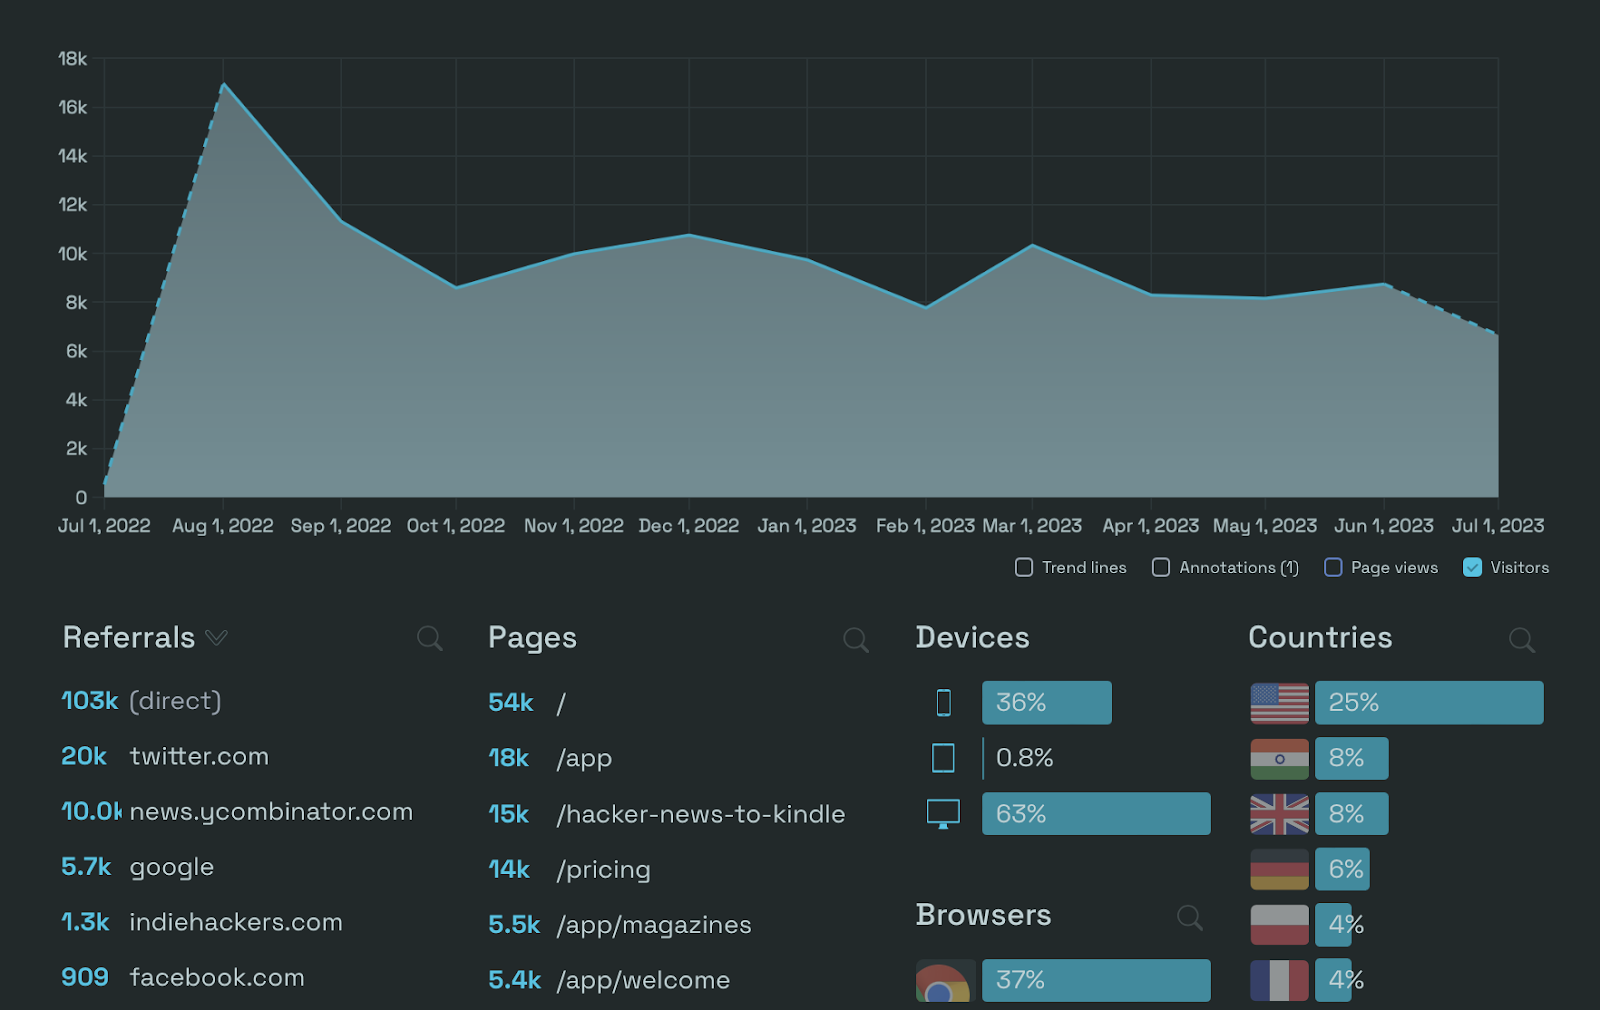 18k
16k
14k
12k
10k
8k
6k
4k
2k
0
Jul 1, 2022 Aug 1, 2022 Sep 1, 2022 Oct 1, 2022 Nov 1, 2022 Dec 1, 2022 Jan 1, 2023 Feb 1, 2023 Mar 1, 2023 Apr 1, 2023 May 1, 2023 Jun 1, 2023 Jul 1, 2023
Trend lines Annotations (1) Page views Visitors
Referrals
103k (direct)
20k twitter.com
10.0k news.ycombinator.com
5.7k google
1.3k indiehackers.com
909 facebook.com
Pages
54k /
18k /app
15k /hacker-news-to-kindle
14k /pricing
5.5k /app/magazines
5.4k /app/welcome
Devices
36%
0.8%
63%
Browsers
37%
Countries
25%
8%
8%
6%
4%
4%